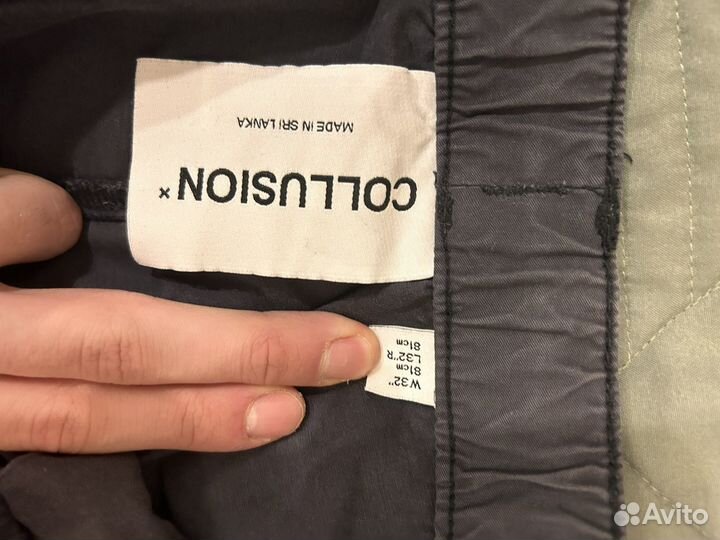 COLLUSION ×
MADE IN SRI LANKA
W32"
81cm
L32"R
81cm
Avito